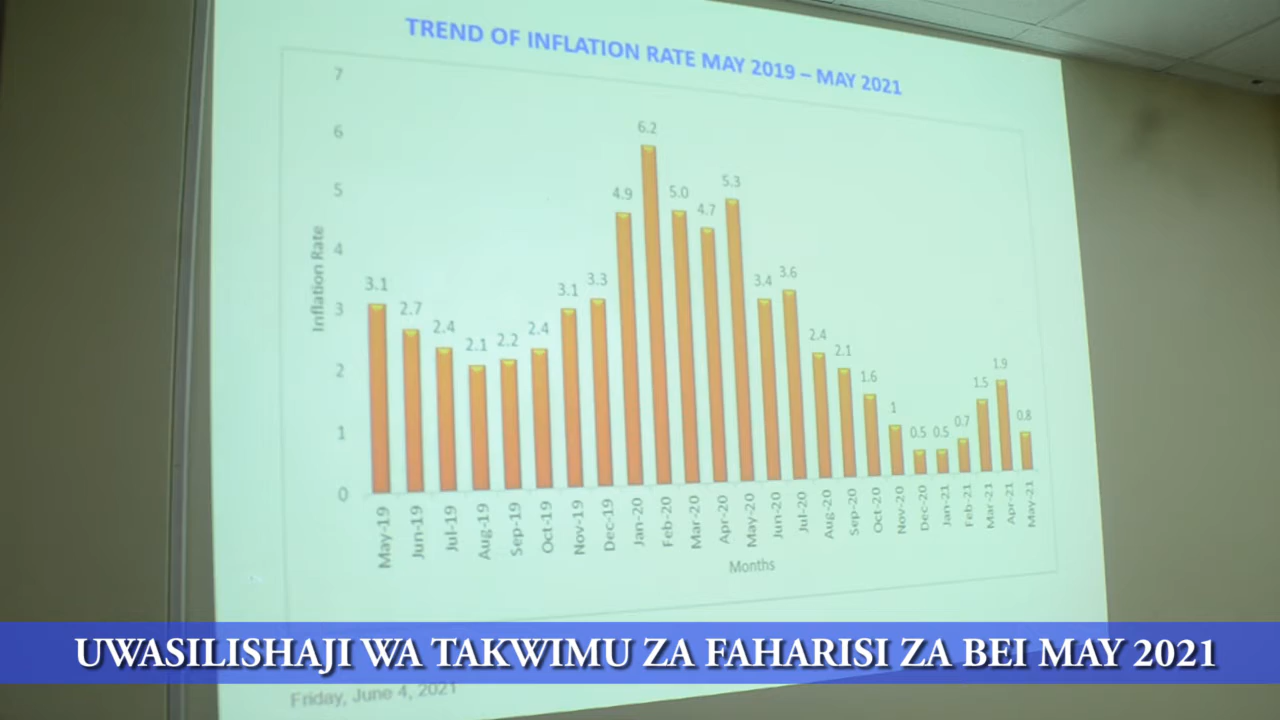 TREND OF INFLATION RATE MAY 2019 – MAY 2021
7
6
5
4
3
2
1
0
Inflation Rate
3.1
2.7
2.4
2.1
2.2
2.4
3.1
3.3
4.9
6.2
5.0
4.7
5.3
3.4
3.6
2.4
2.1
1.6
1
0.5
0.5
0.7
1.5
1.9
0.8
May-19
Jun-19
Jul-19
Aug-19
Sep-19
Oct-19
Nov-19
Dec-19
Jan-20
Feb-20
Mar-20
Apr-20
May-20
Jun-20
Jul-20
Aug-20
Sep-20
Oct-20
Nov-20
Dec-20
Jan-21
Feb-21
Mar-21
Apr-21
May-21
Months
UWASILISHAJI WA TAKWIMU ZA FAHARISI ZA BEI MAY 2021
Friday, June 4, 2021